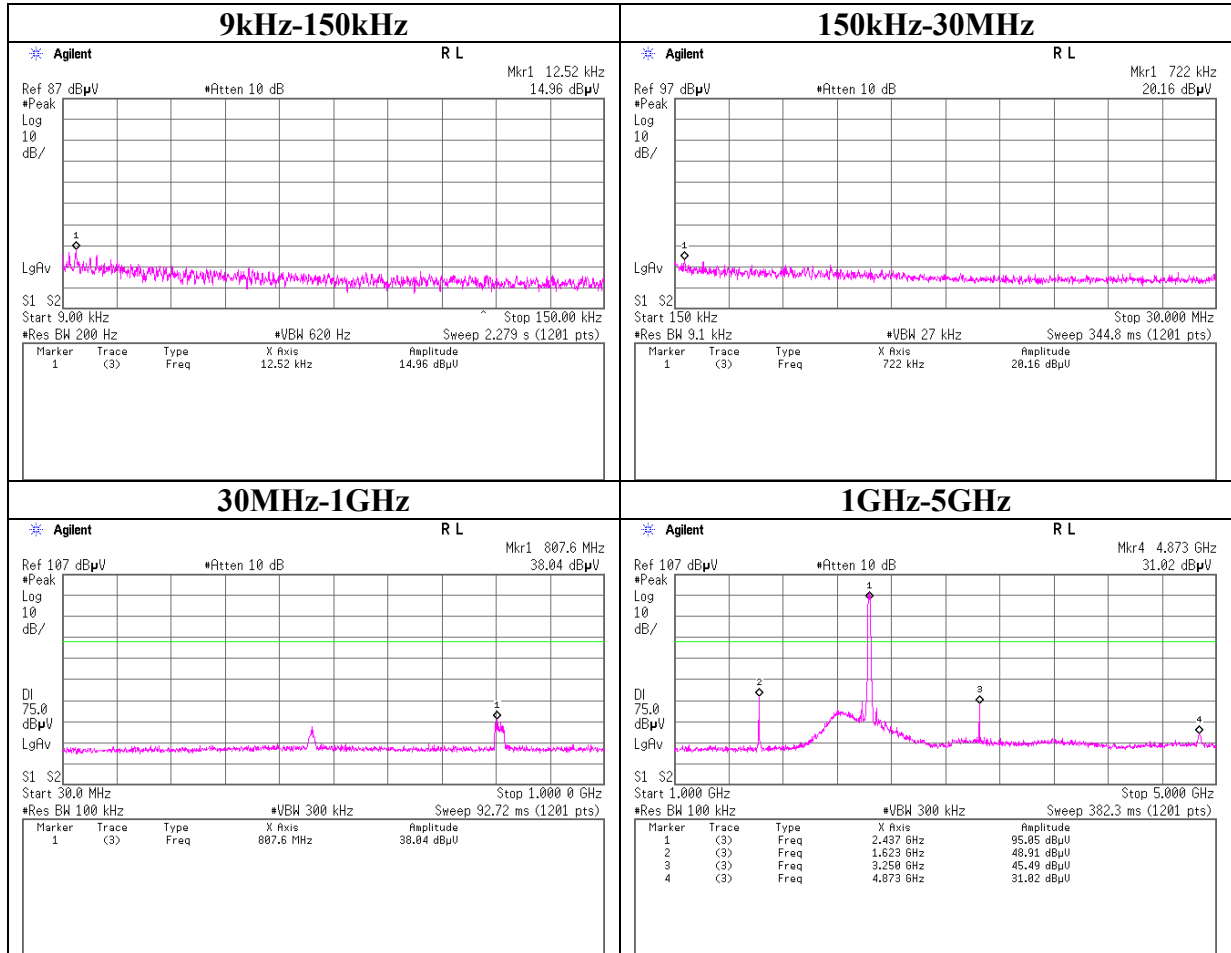 9kHz-150kHz
Agilent R L
Mkr1 12.52 kHz
Ref 87 dBµV #Atten 10 dB 14.96 dBµV
#Peak
Log
10
dB/
1
LgAv
S1 S2
Start 9.00 kHz ^ Stop 150.00 kHz
#Res BW 200 Hz #VBW 620 Hz Sweep 2.279 s (1201 pts)
Marker Trace Type X Axis Amplitude
1 (3) Freq 12.52 kHz 14.96 dBµV
150kHz-30MHz
Agilent R L
Mkr1 722 kHz
Ref 97 dBµV #Atten 10 dB 20.16 dBµV
#Peak
Log
10
dB/
1
LgAv
S1 S2
Start 150 kHz Stop 30.000 MHz
#Res BW 9.1 kHz #VBW 27 kHz Sweep 344.8 ms (1201 pts)
Marker Trace Type X Axis Amplitude
1 (3) Freq 722 kHz 20.16 dBµV
30MHz-1GHz
Agilent R L
Mkr1 807.6 MHz
Ref 107 dBµV #Atten 10 dB 38.04 dBµV
#Peak
Log
10
dB/
DI
75.0
dBµV
LgAv
1
S1 S2
Start 30.0 MHz Stop 1.000 0 GHz
#Res BW 100 kHz #VBW 300 kHz Sweep 92.72 ms (1201 pts)
Marker Trace Type X Axis Amplitude
1 (3) Freq 807.6 MHz 38.04 dBµV
1GHz-5GHz
Agilent R L
Mkr4 4.873 GHz
Ref 107 dBµV #Atten 10 dB 31.02 dBµV
#Peak
Log
10
dB/
1
2
3
4
DI
75.0
dBµV
LgAv
S1 S2
Start 1.000 GHz Stop 5.000 GHz
#Res BW 100 kHz #VBW 300 kHz Sweep 382.3 ms (1201 pts)
Marker Trace Type X Axis Amplitude
1 (3) Freq 2.437 GHz 95.05 dBµV
2 (3) Freq 1.623 GHz 48.91 dBµV
3 (3) Freq 3.250 GHz 45.49 dBµV
4 (3) Freq 4.873 GHz 31.02 dBµV